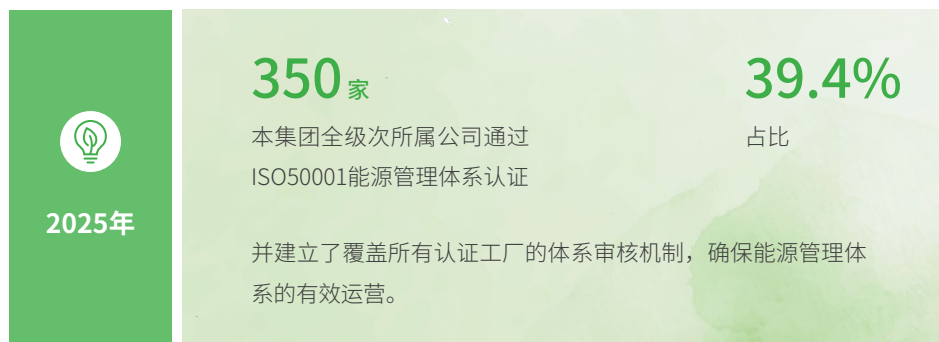 2025年
350家
39.4%
本集团全级次所属公司通过
ISO50001能源管理体系认证
占比
并建立了覆盖所有认证工厂的体系审核机制，确保能源管理体
系的有效运营。